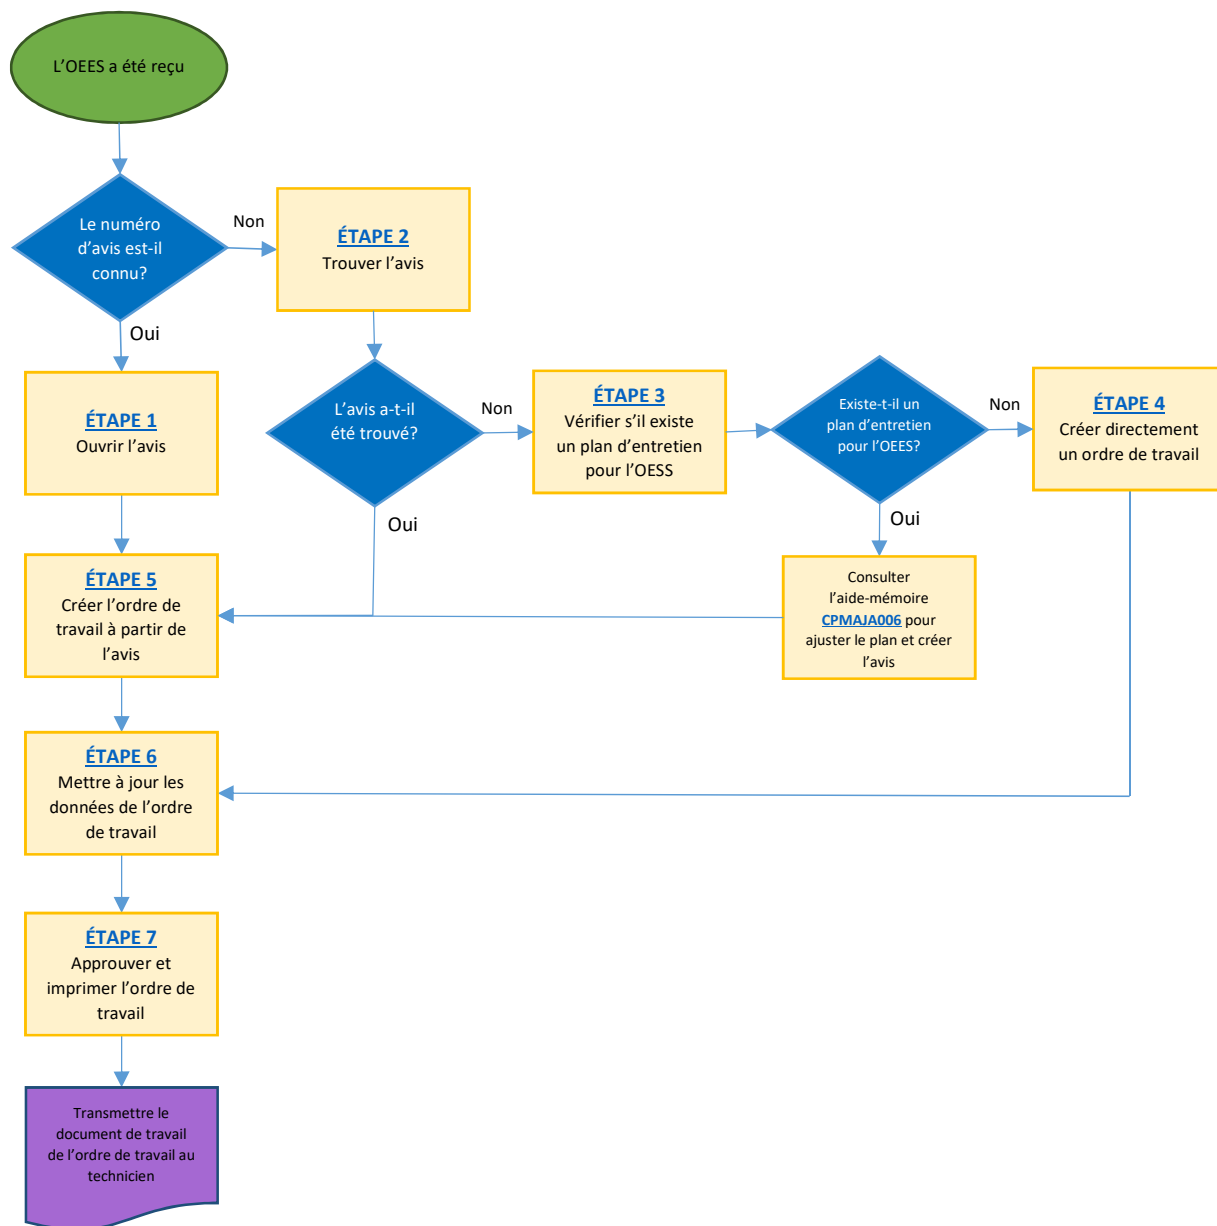 L'OEES a été reçu
Le numéro
d'avis est-il
connu?
Non
ÉTAPE 2
Trouver l'avis
Oui
ÉTAPE 1
Ouvrir l'avis
L'avis a-t-il
été trouvé?
Non
ÉTAPE 3
Vérifier s'il existe
un plan d'entretien
pour l'OESS
Existe-t-il un
plan d'entretien
pour l'OEES?
Non
ÉTAPE 4
Créer directement
un ordre de travail
Oui
Oui
ÉTAPE 5
Créer l'ordre de
travail à partir de
l'avis
Consulter
l'aide-mémoire
CPMAJA006 pour
ajuster le plan et créer
l'avis
ÉTAPE 6
Mettre à jour les
données de l'ordre
de travail
ÉTAPE 7
Approuver et
imprimer l'ordre de
travail
Transmettre le
document de travail
de l'ordre de travail au
technicien